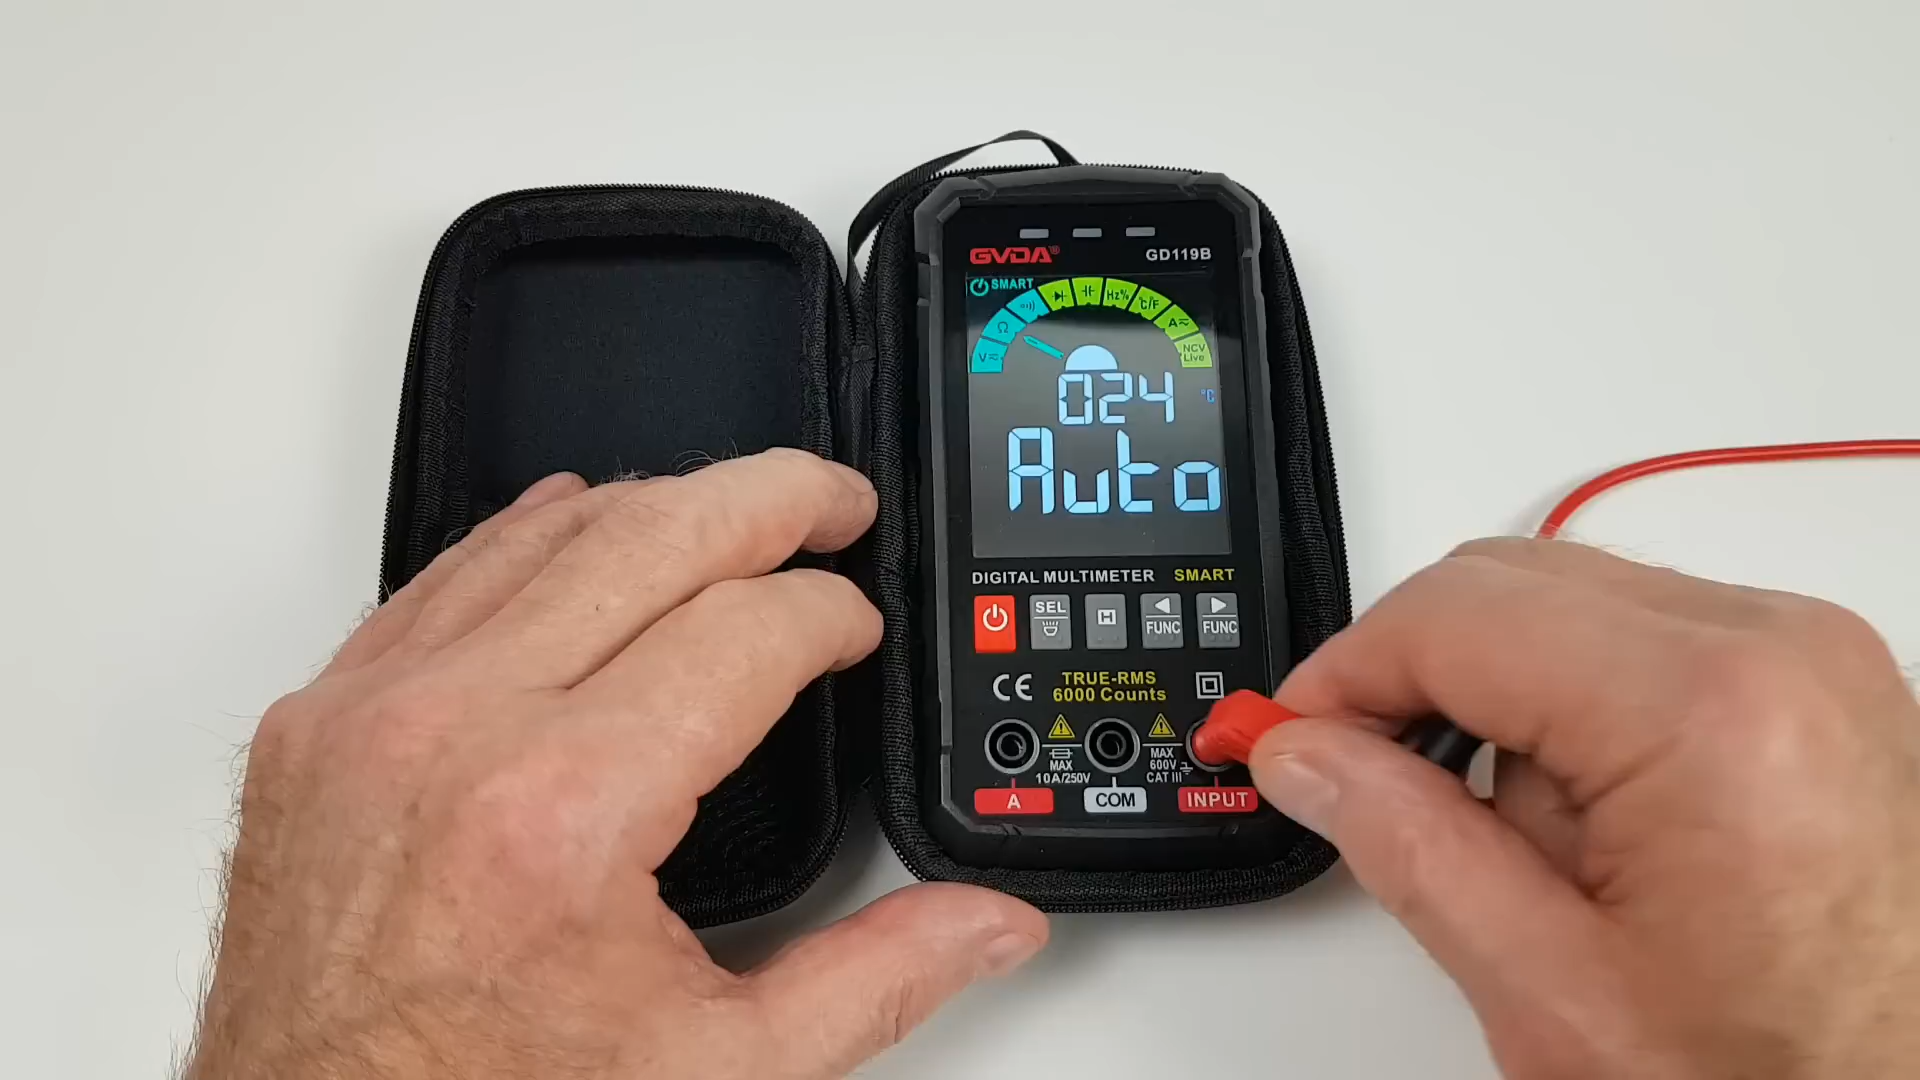 GVDA®
GD119B
SMART
V≂ Ω Hz% °C/F A≂ NCV Live
024 °C
Auto
DIGITAL MULTIMETER SMART
SEL
H
FUNC
FUNC
CE
TRUE-RMS
6000 Counts
MAX
10A/250V
MAX
600V
CAT III
A
COM
INPUT